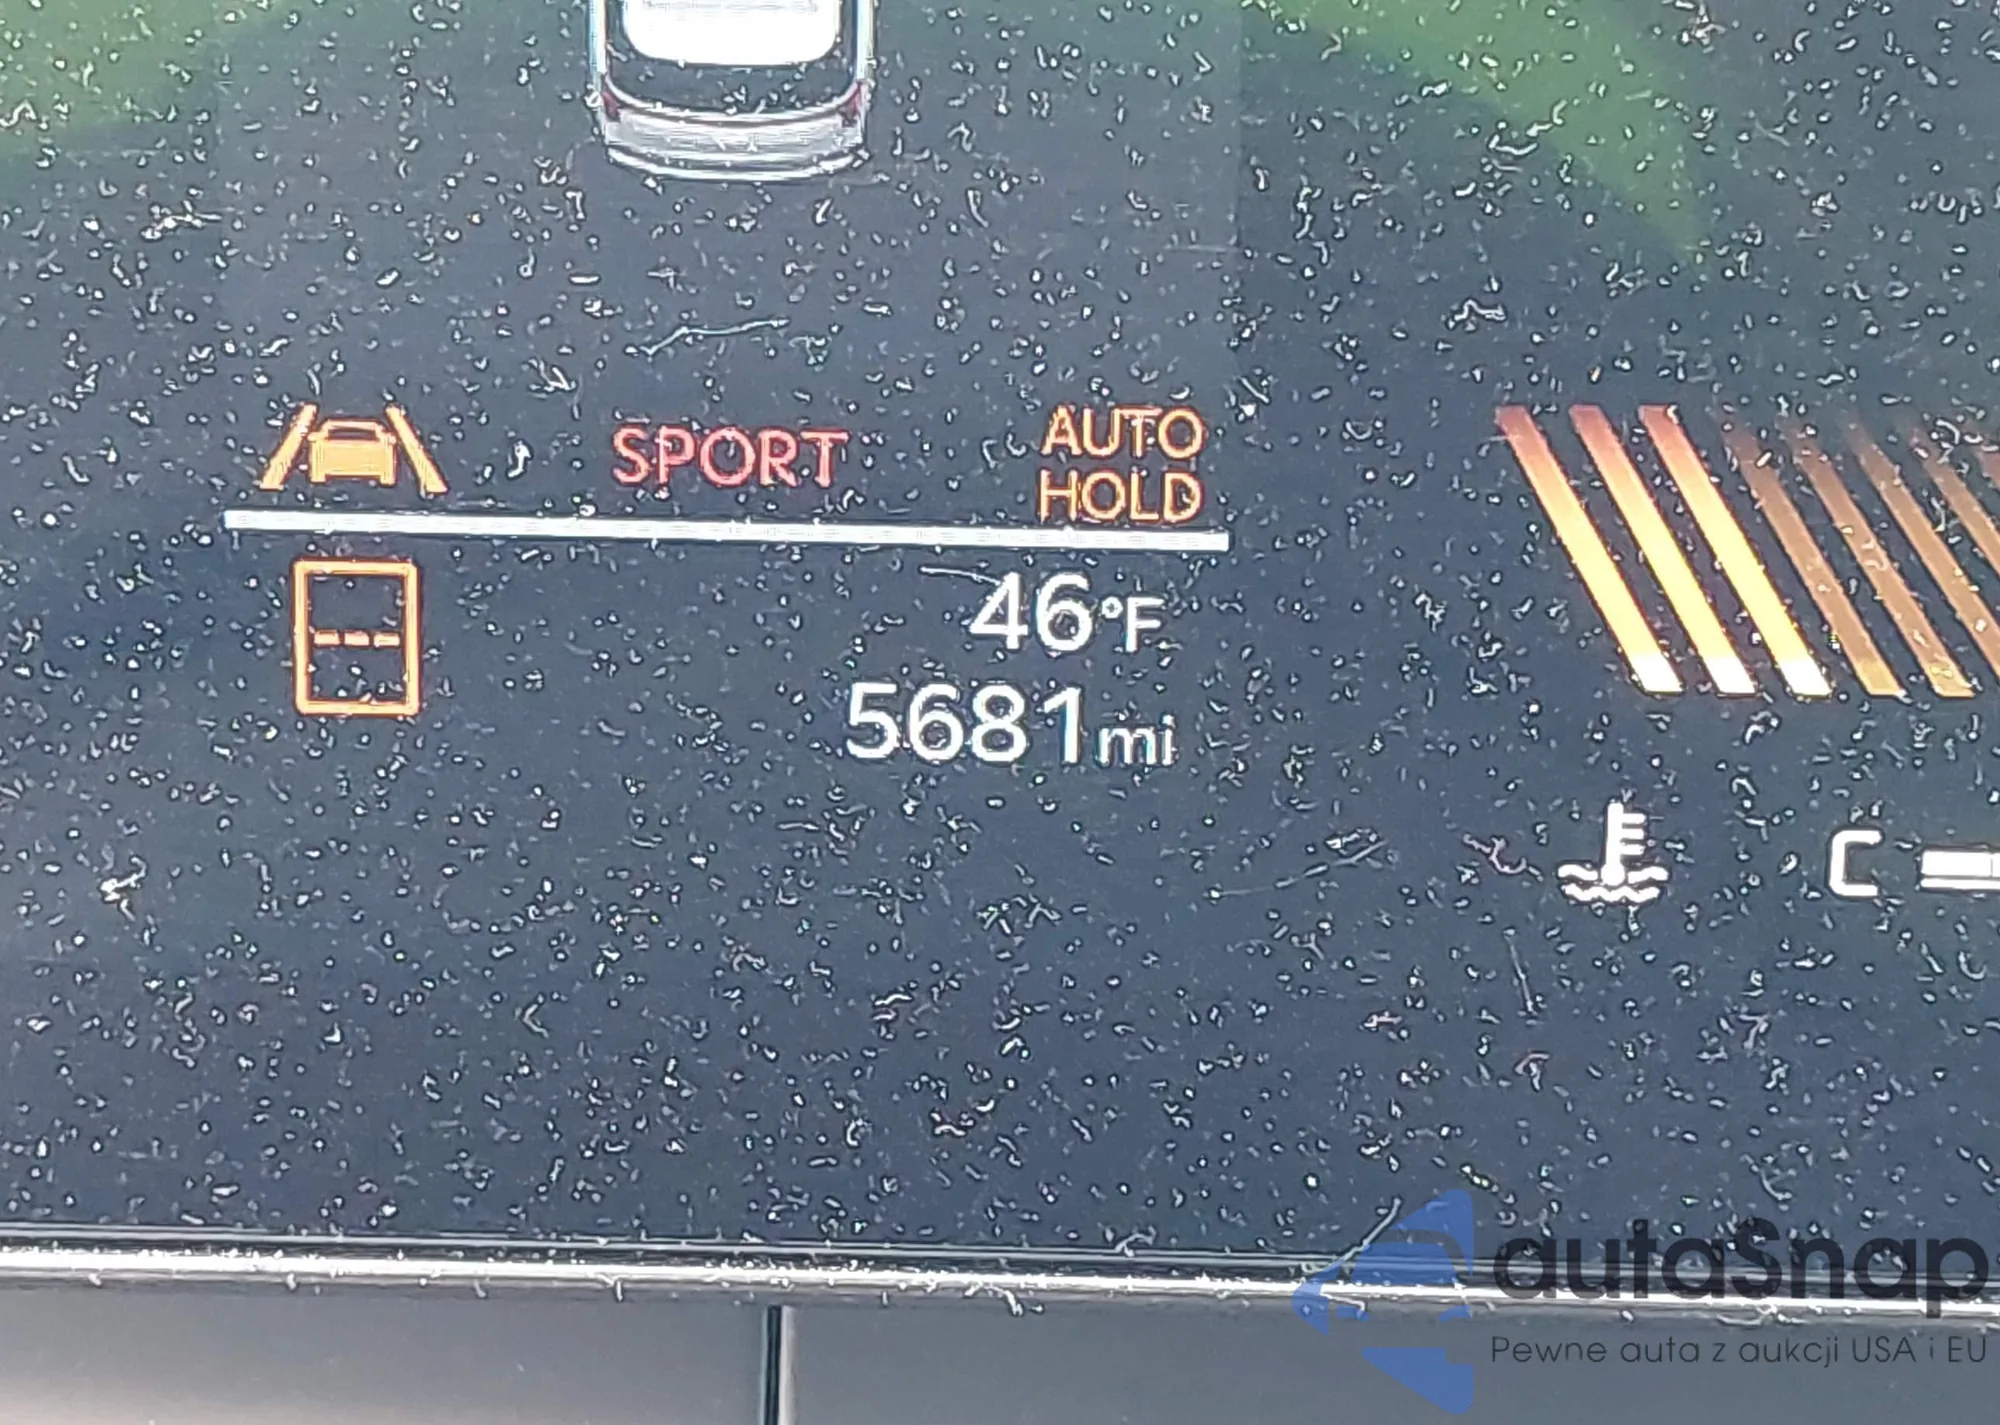 SPORT
AUTO
HOLD
46°F
5681mi
C
autaSnap
Pewne auta z aukcji USA i EU